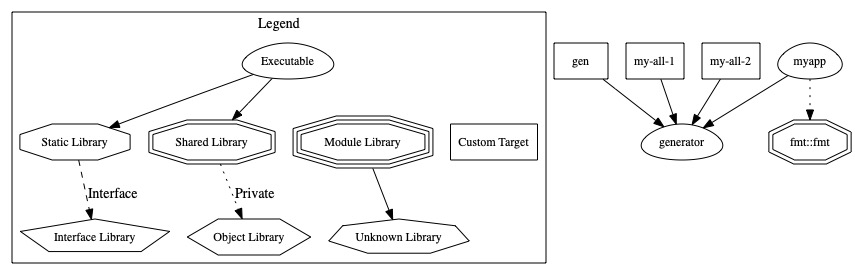 Legend
Executable
gen
my-all-1
my-all-2
myapp
Static Library
Shared Library
Module Library
Custom Target
generator
fmt::fmt
Interface
Private
Interface Library
Object Library
Unknown Library